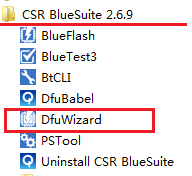 CSR BlueSuite 2.6.9
BlueFlash
BlueTest3
BtCLI
DfuBabel
DfuWizard
PSTool
Uninstall CSR BlueSuite